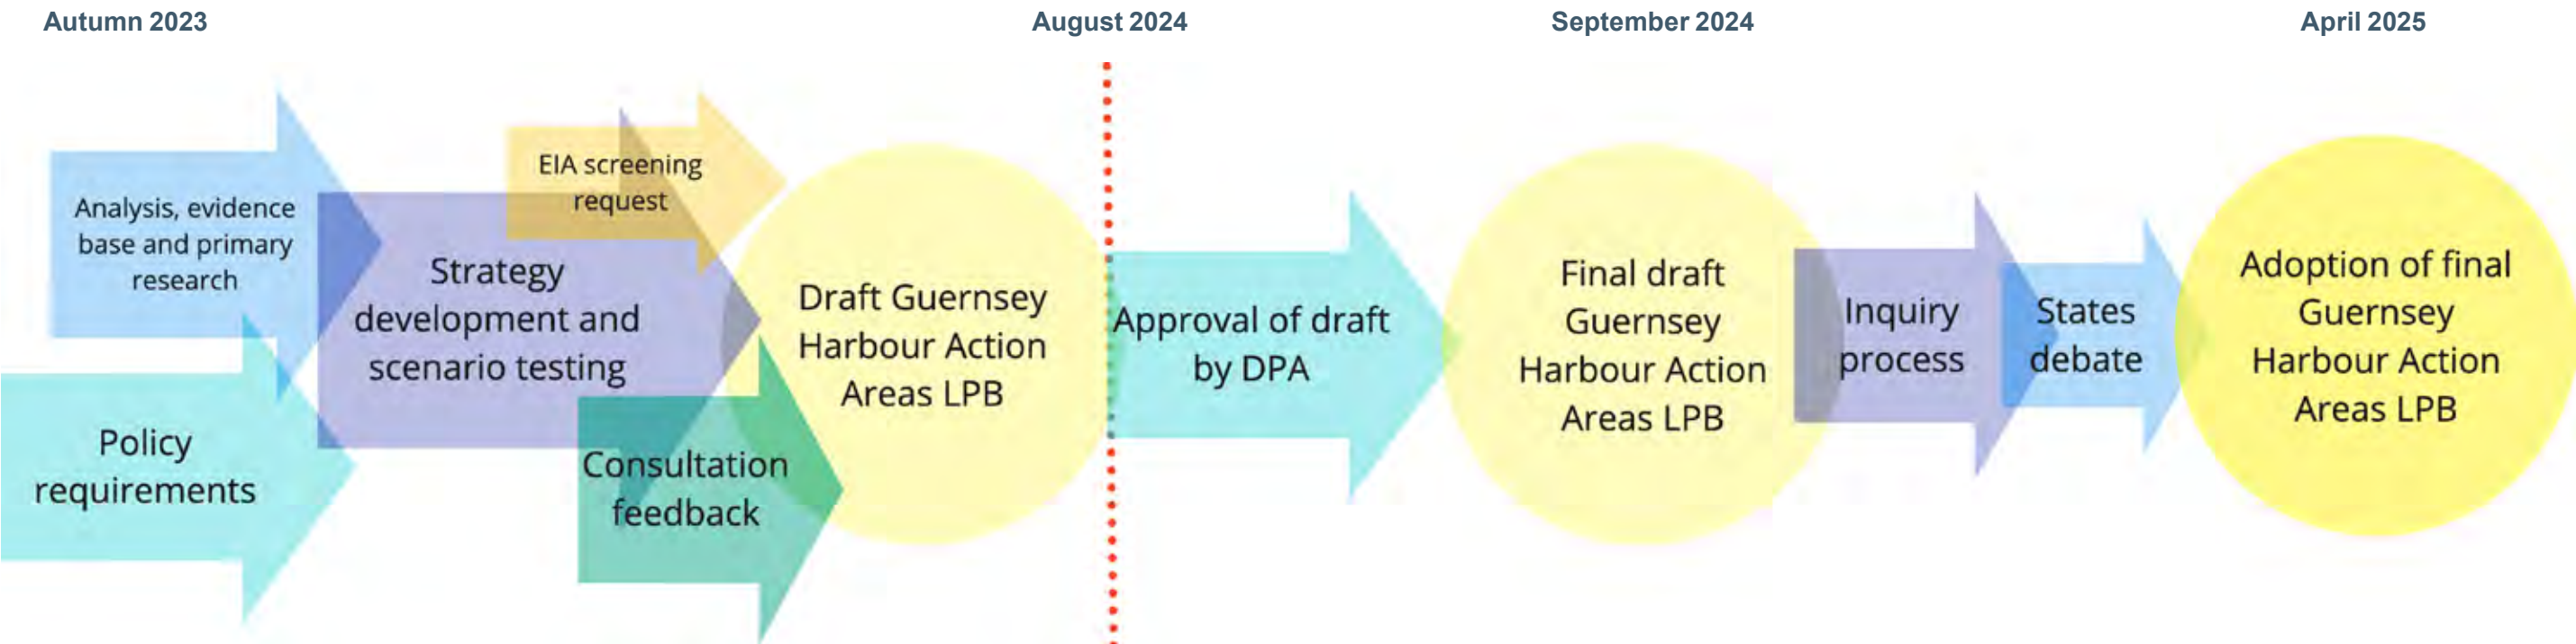 Autumn 2023
August 2024
September 2024
April 2025
Analysis, evidence
base and primary
research
Policy
requirements
Strategy
development and
scenario testing
EIA screening
request
Consultation
feedback
Draft Guernsey
Harbour Action
Areas LPB
Approval of draft
by DPA
Final draft
Guernsey
Harbour Action
Areas LPB
Inquiry
process
States
debate
Adoption of final
Guernsey
Harbour Action
Areas LPB